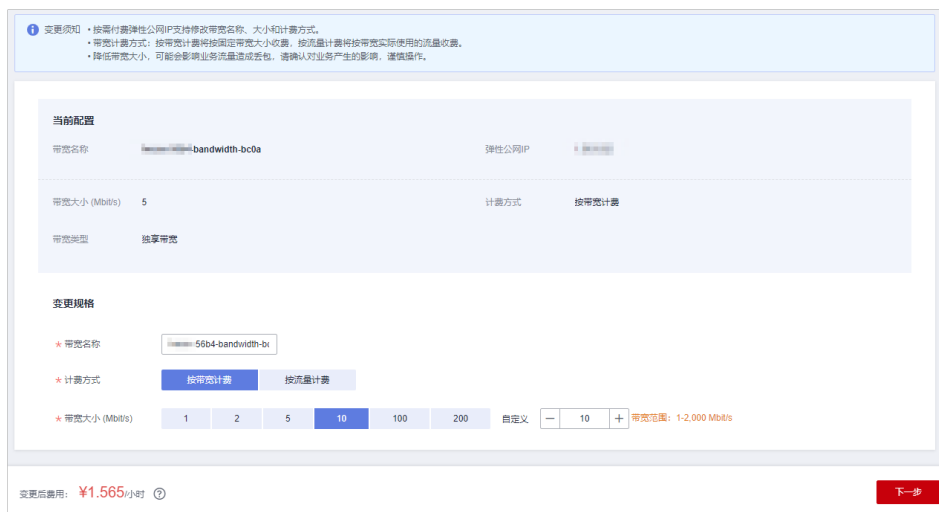 变更须知 • 按需付费弹性公网IP支持修改带宽名称、大小和计费方式。
• 带宽计费方式：按带宽计费将按固定带宽大小收费，按流量计费将按带宽实际使用的流量收费。
• 降低带宽大小，可能会影响业务流量造成丢包，请确认对业务产生的影响，谨慎操作。
当前配置
带宽名称 -bandwidth-bc0a 弹性公网IP
带宽大小 (Mbit/s) 5 计费方式 按带宽计费
带宽类型 独享带宽
变更规格
* 带宽名称 56b4-bandwidth-bc
* 计费方式 按带宽计费 按流量计费
* 带宽大小 (Mbit/s) 1 2 5 10 100 200 自定义 — 10 + 带宽范围：1-2,000 Mbit/s
变更后费用： ¥1.565/小时 ? 下一步